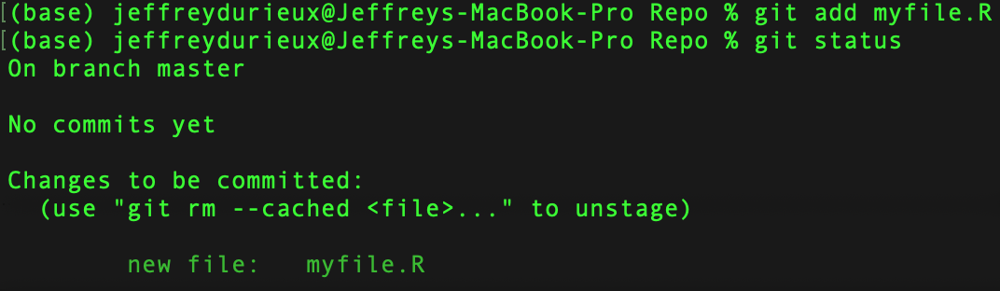 [(base) jeffreydurieux@Jeffreys-MacBook-Pro Repo % git add myfile.R
[(base) jeffreydurieux@Jeffreys-MacBook-Pro Repo % git status
On branch master
No commits yet
Changes to be committed:
(use "git rm --cached <file>..." to unstage)
new file: myfile.R